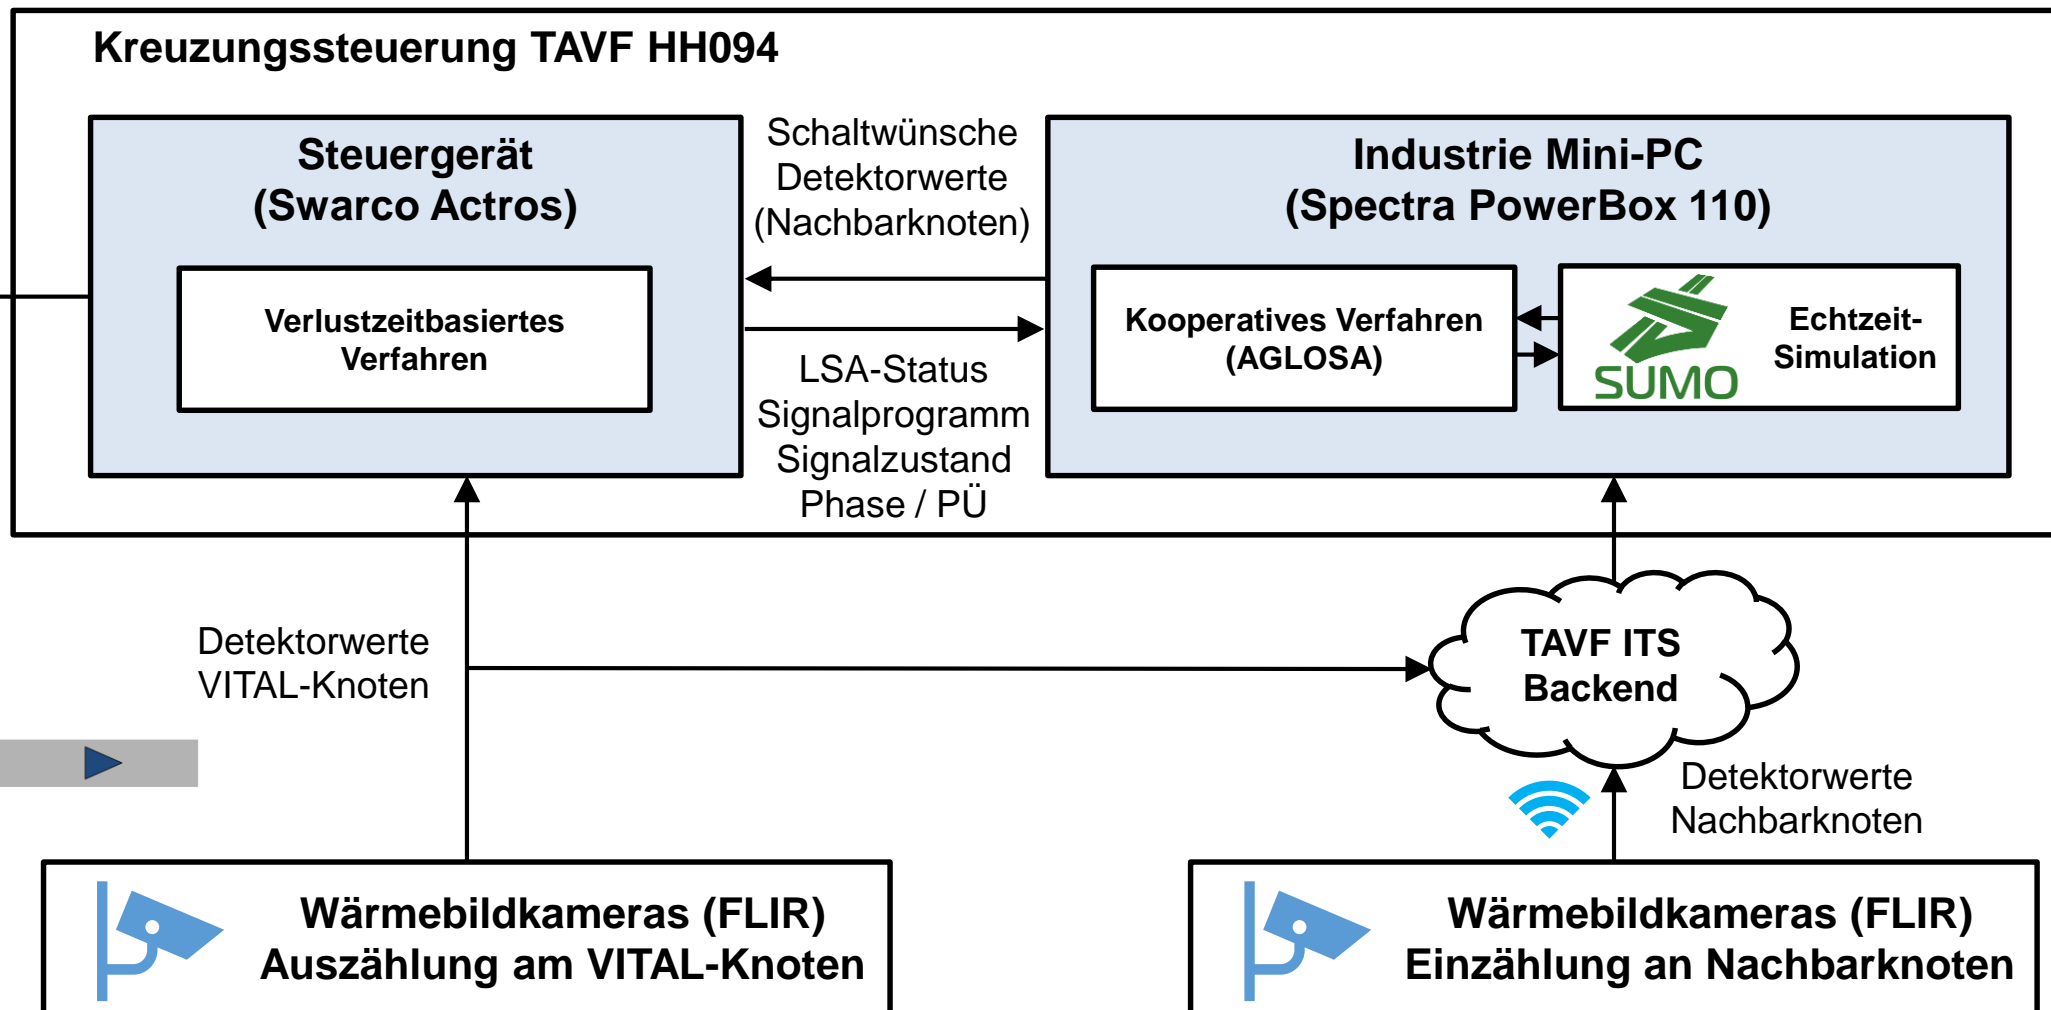 Kreuzungssteuerung TAVF HH094
Steuergerät
(Swarco Actros)
Verlustzeitbasiertes
Verfahren
Schaltwünsche
Detektorwerte
(Nachbarknoten)
LSA-Status
Signalprogramm
Signalzustand
Phase / PÜ
Industrie Mini-PC
(Spectra PowerBox 110)
Kooperatives Verfahren
(AGLOSA)
SUMO
Echtzeit-
Simulation
Detektorwerte
VITAL-Knoten
TAVF ITS
Backend
Detektorwerte
Nachbarknoten
Wärmebildkameras (FLIR)
Auszählung am VITAL-Knoten
Wärmebildkameras (FLIR)
Einzählung an Nachbarknoten